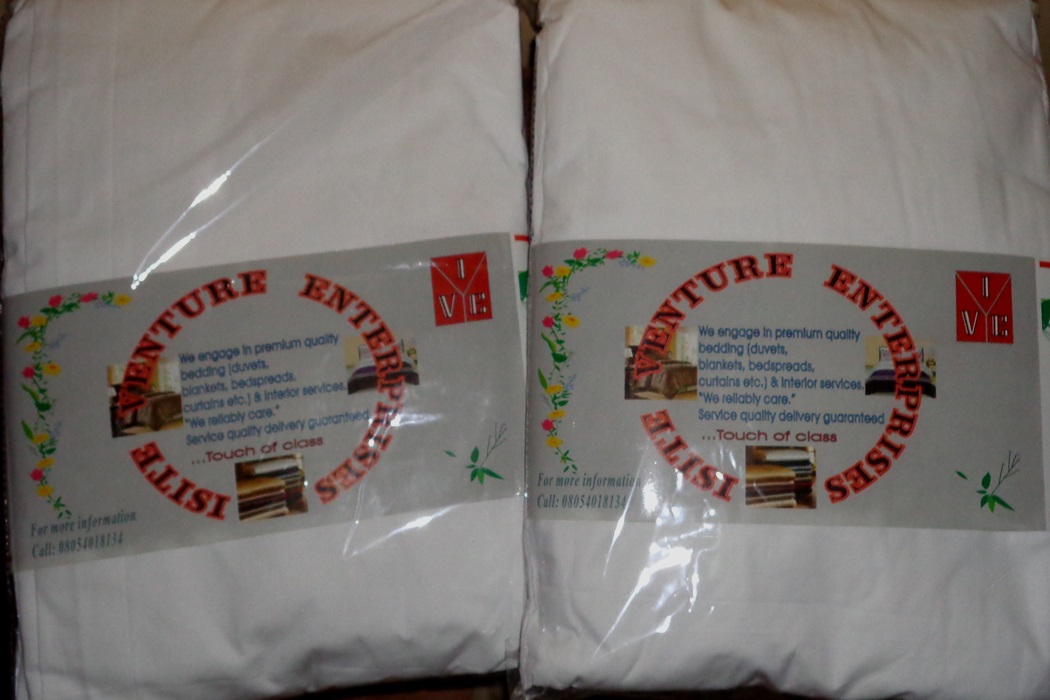 ISITE VENTURE ENTERPRISES
I
V E
We engage in premium quality
bedding (duvets,
blankets, bedspreads,
curtains etc.) & interior services.
"We reliably care."
Service quality delivery guaranteed
...Touch of class
For more information
Call: 08054018134
ISITE VENTURE ENTERPRISES
I
V E
We engage in premium quality
bedding (duvets,
blankets, bedspreads,
curtains etc.) & interior services.
"We reliably care."
Service quality delivery guaranteed
...Touch of class
For more information
Call: 08054018134